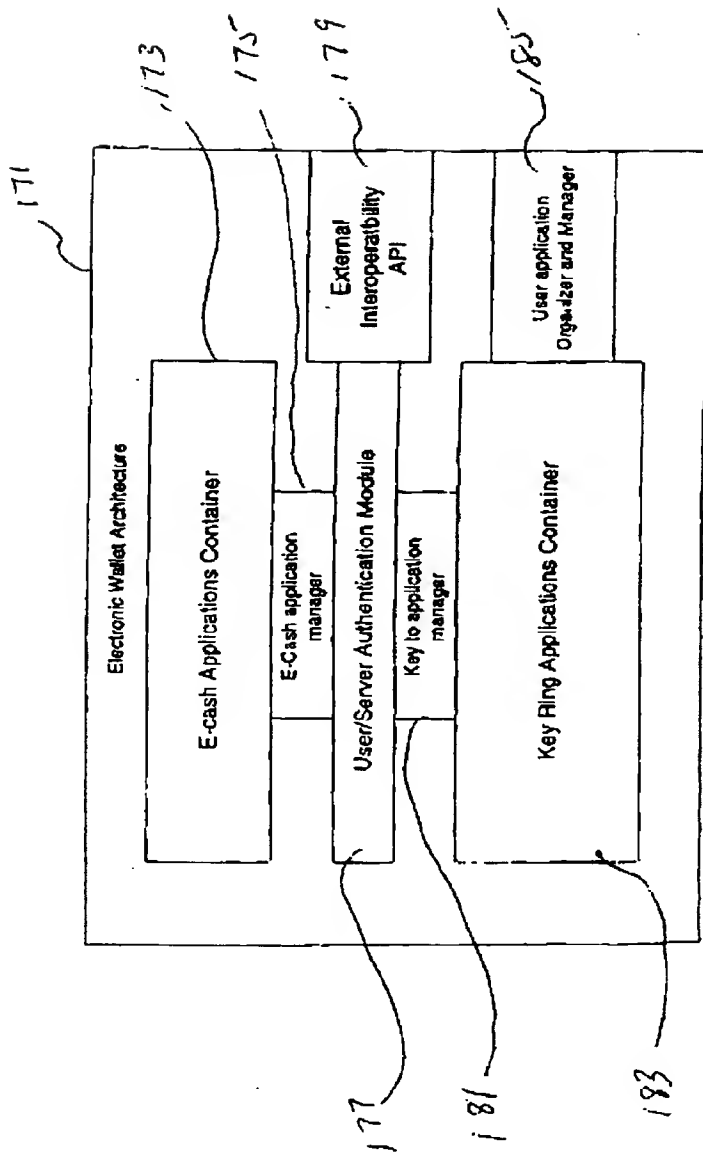 171
173
175
179
185
Electronic Wallet Architecture
E-cash Applications Container
E-Cash application
manager
User/Server Authentication Module
External
Interoperatbility
API
Key to application
manager
Key Ring Applications Container
User application
Organizer and Manager
177
181
183